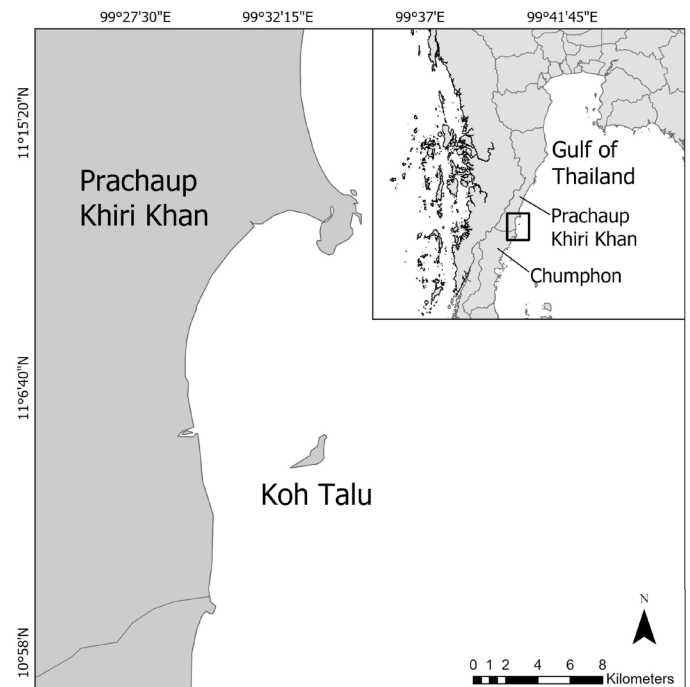 99°27'30"E 99°32'15"E 99°37'E 99°41'45"E
11°15'20"N
11°6'40"N
10°58'N
Prachaup
Khiri Khan
Gulf of
Thailand
Prachaup
Khiri Khan
Chumphon
Koh Talu
N
0 1 2 4 6 8
Kilometers